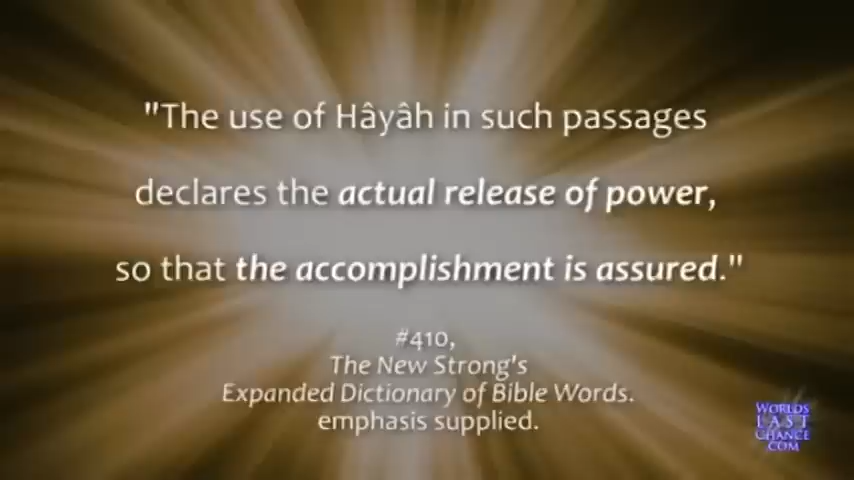 "The use of Hâyâh in such passages
declares the actual release of power,
so that the accomplishment is assured."
#410,
The New Strong's
Expanded Dictionary of Bible Words.
emphasis supplied.
WORLDS
LAST
CHANCE
.COM